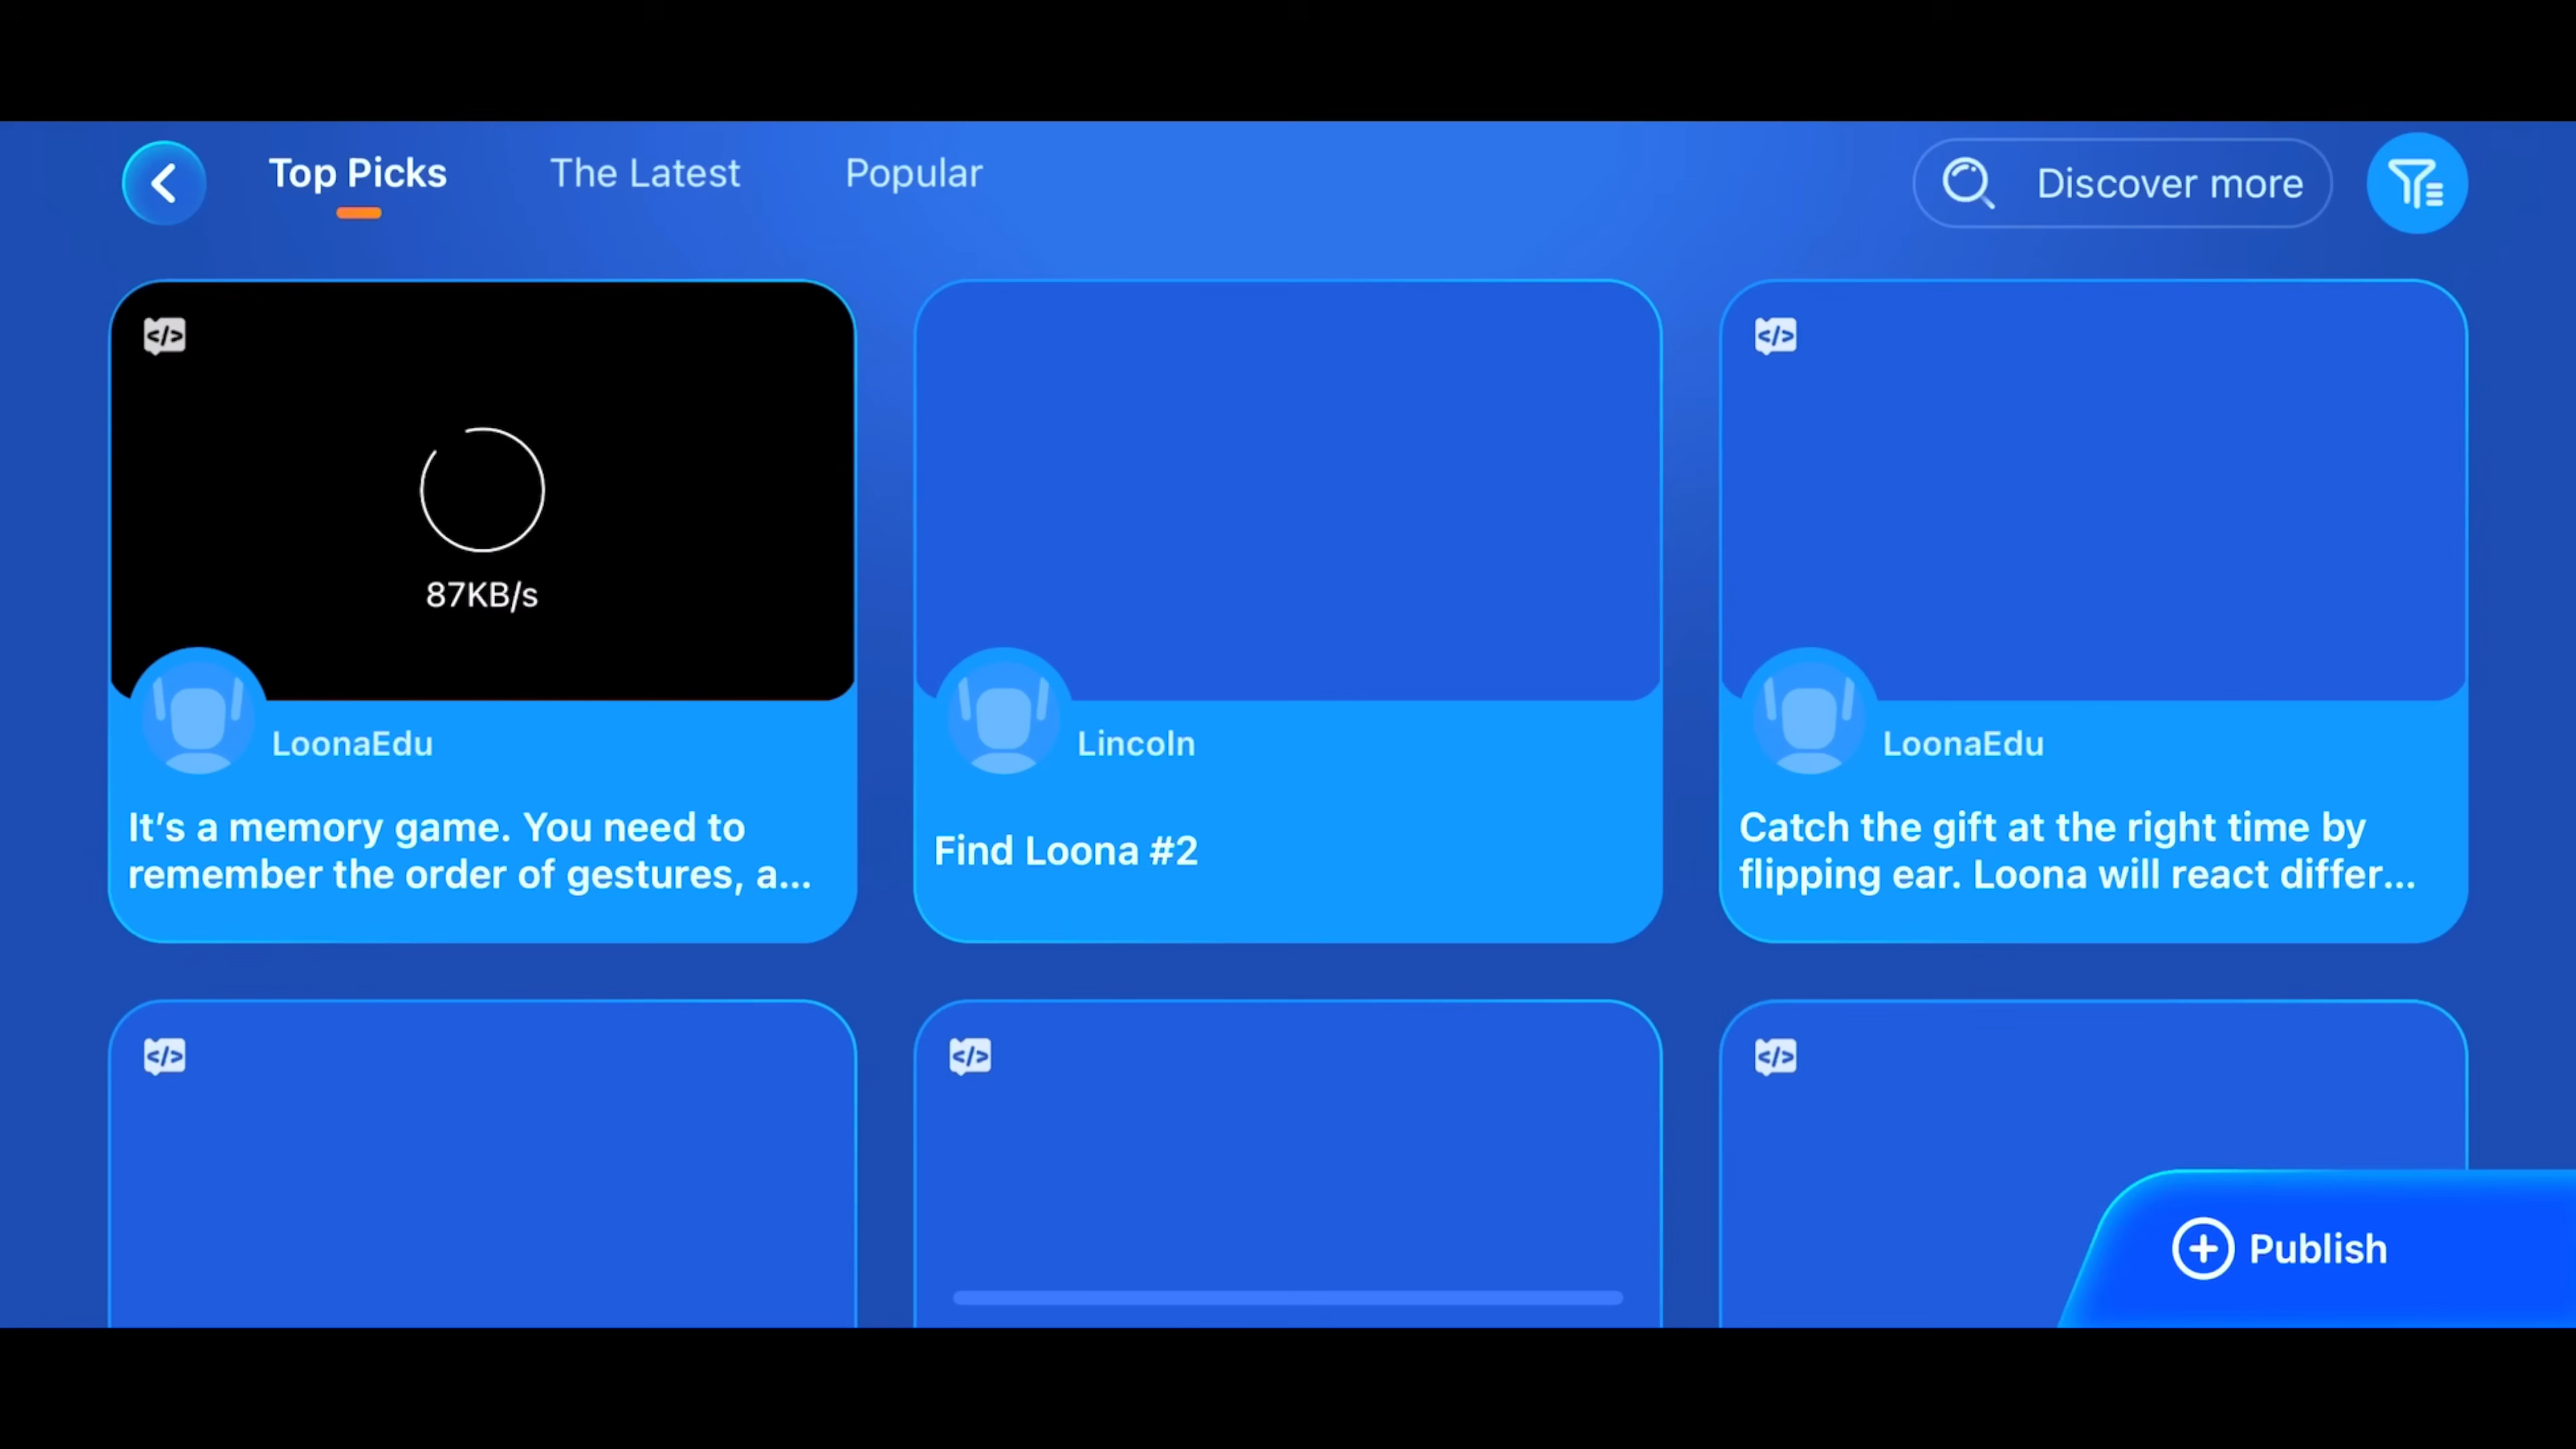 Top Picks
The Latest
Popular
Discover more
</>
</>
87KB/s
LoonaEdu
Lincoln
LoonaEdu
It's a memory game. You need to
remember the order of gestures, a...
Find Loona #2
Catch the gift at the right time by
flipping ear. Loona will react differ...
</>
</>
</>
Publish